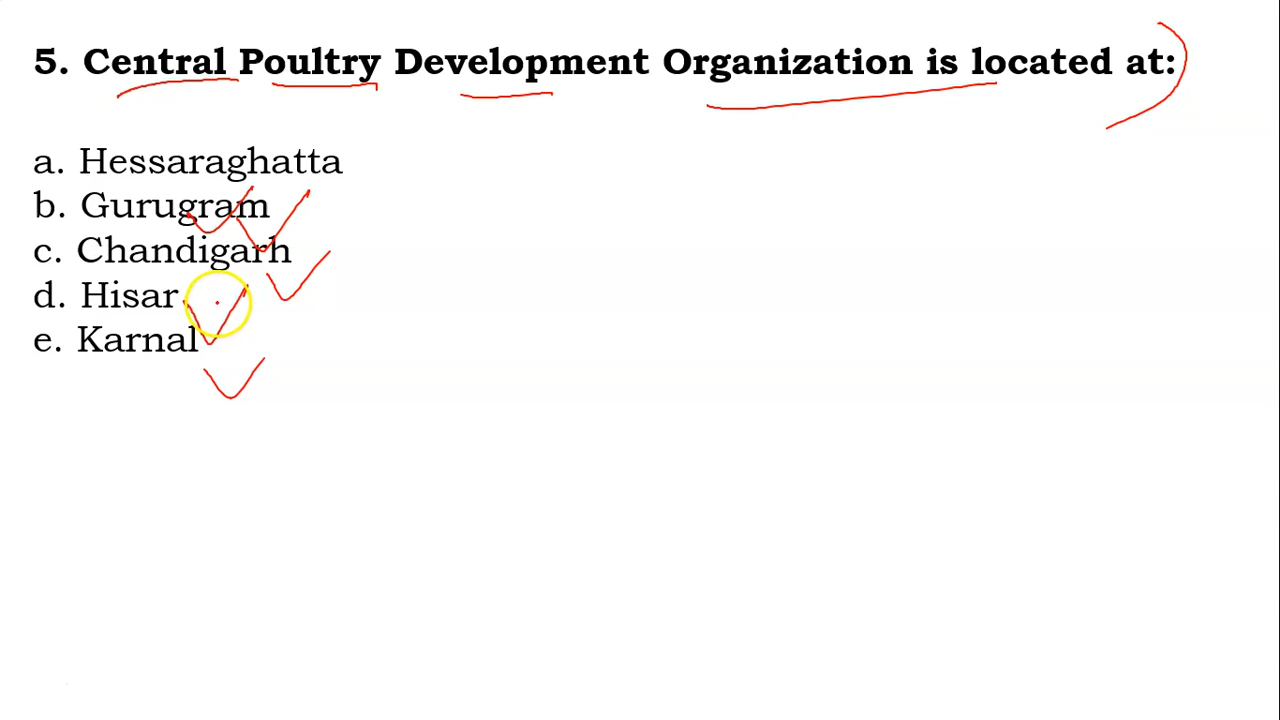 5. Central Poultry Development Organization is located at:
a. Hessaraghatta
b. Gurugram
c. Chandigarh
d. Hisar
e. Karnal